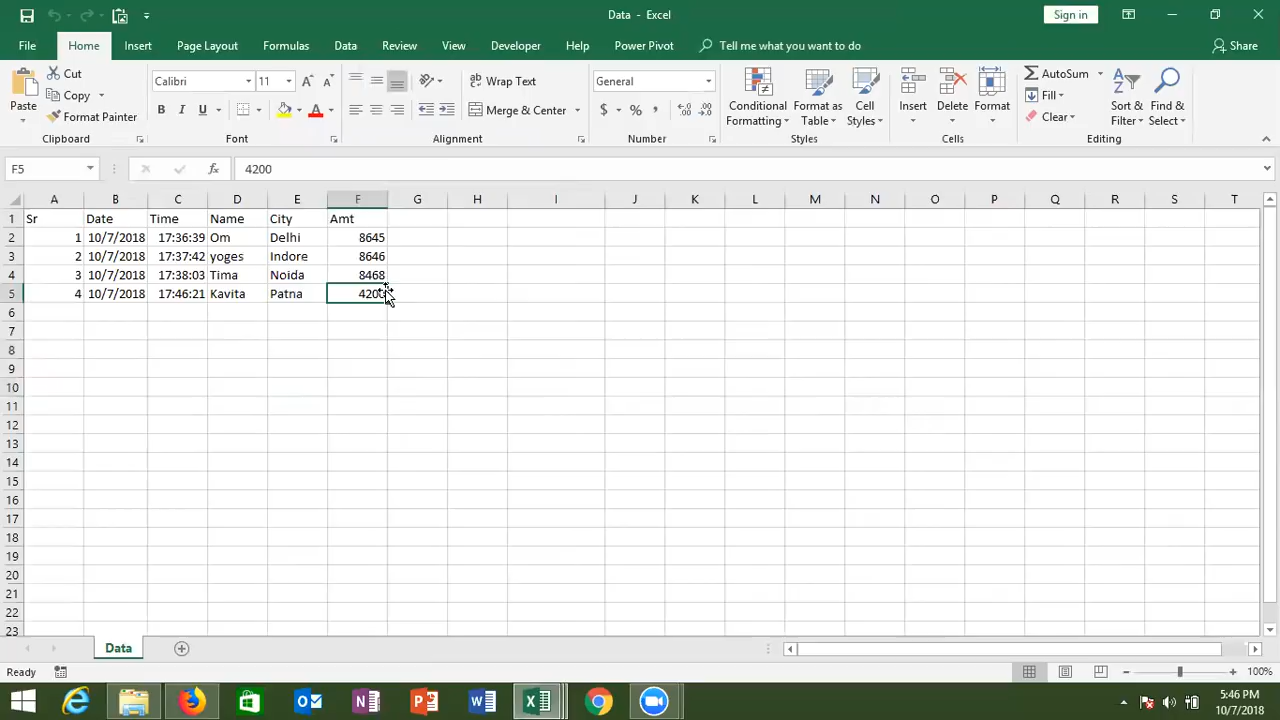 Data - Excel
Sign in
File Home Insert Page Layout Formulas Data Review View Developer Help Power Pivot Tell me what you want to do Share
Paste
Cut
Copy
Format Painter
Clipboard
Calibri 11
B I U A
Font
Wrap Text
Merge & Center
Alignment
General
$ % ,
Number
Conditional Formatting
Format as Table
Cell Styles
Styles
Insert Delete Format
Cells
AutoSum
Fill
Clear
Sort & Filter
Find & Select
Editing
F5 fx 4200
A B C D E F G H I J K L M N O P Q R S T
1 Sr Date Time Name City Amt
2 1 10/7/2018 17:36:39 Om Delhi 8645
3 2 10/7/2018 17:37:42 yoges Indore 8646
4 3 10/7/2018 17:38:03 Tima Noida 8468
5 4 10/7/2018 17:46:21 Kavita Patna 4200
6
7
8
9
10
11
12
13
14
15
16
17
18
19
20
21
22
23
Data
Ready 100%
5:46 PM
10/7/2018